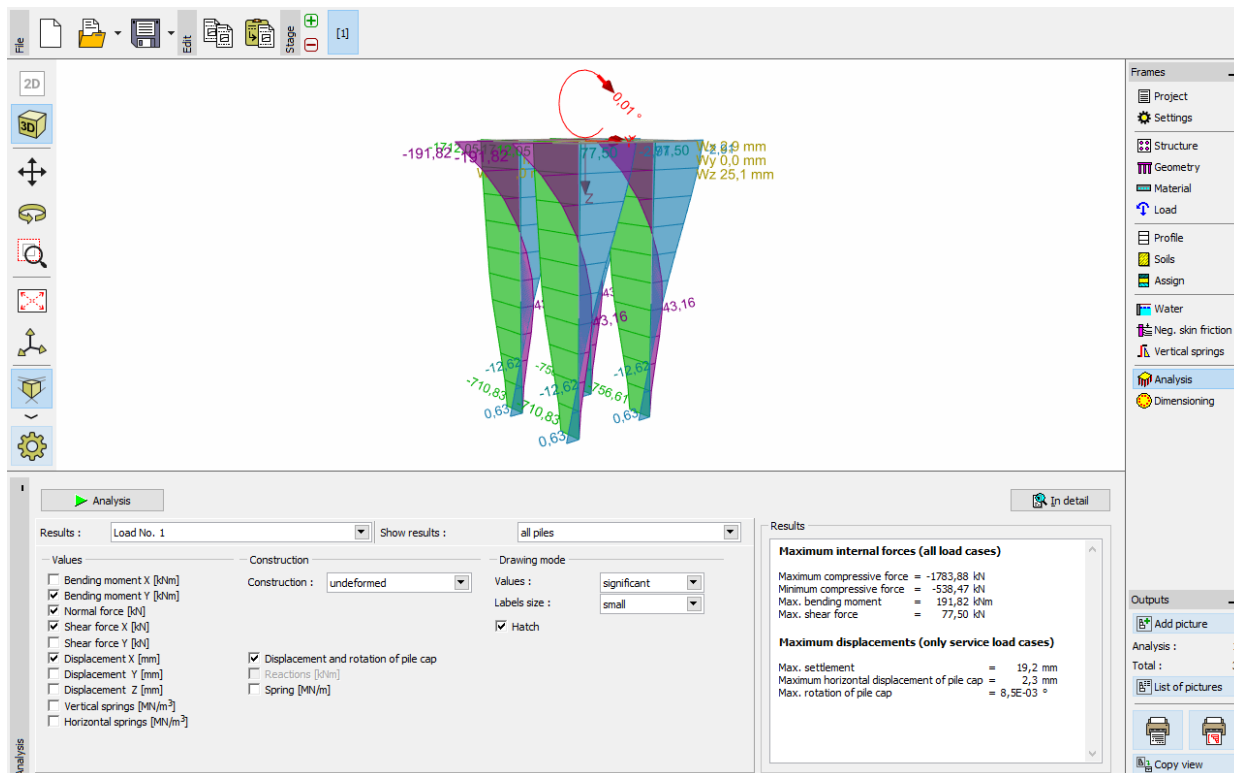 File
Edit
Stage
[1]
2D
3D
0,01 °
-191,82
-191,82
77,50
Wy 0,0 mm
Wz 25,1 mm
Z
43,16
43,16
-12,62
-12,62
-12,62
-710,83
-756,61
0,63
0,63
0,63
Frames
Project
Settings
Structure
Geometry
Material
Load
Profile
Soils
Assign
Water
Neg. skin friction
Vertical springs
Analysis
Dimensioning
Outputs
Add picture
Analysis :
Total :
List of pictures
Copy view
Analysis
Analysis
In detail
Results : Load No. 1 Show results : all piles
Values
Bending moment X [kNm]
Bending moment Y [kNm]
Normal force [kN]
Shear force X [kN]
Shear force Y [kN]
Displacement X [mm]
Displacement Y [mm]
Displacement Z [mm]
Vertical springs [MN/m³]
Horizontal springs [MN/m³]
Construction
Construction : undeformed
Displacement and rotation of pile cap
Reactions [kNm]
Spring [MN/m]
Drawing mode
Values : significant
Labels size : small
Hatch
Results
Maximum internal forces (all load cases)
Maximum compressive force = -1783,88 kN
Minimum compressive force = -538,47 kN
Max. bending moment = 191,82 kNm
Max. shear force = 77,50 kN
Maximum displacements (only service load cases)
Max. settlement = 19,2 mm
Maximum horizontal displacement of pile cap = 2,3 mm
Max. rotation of pile cap = 8,5E-03 °